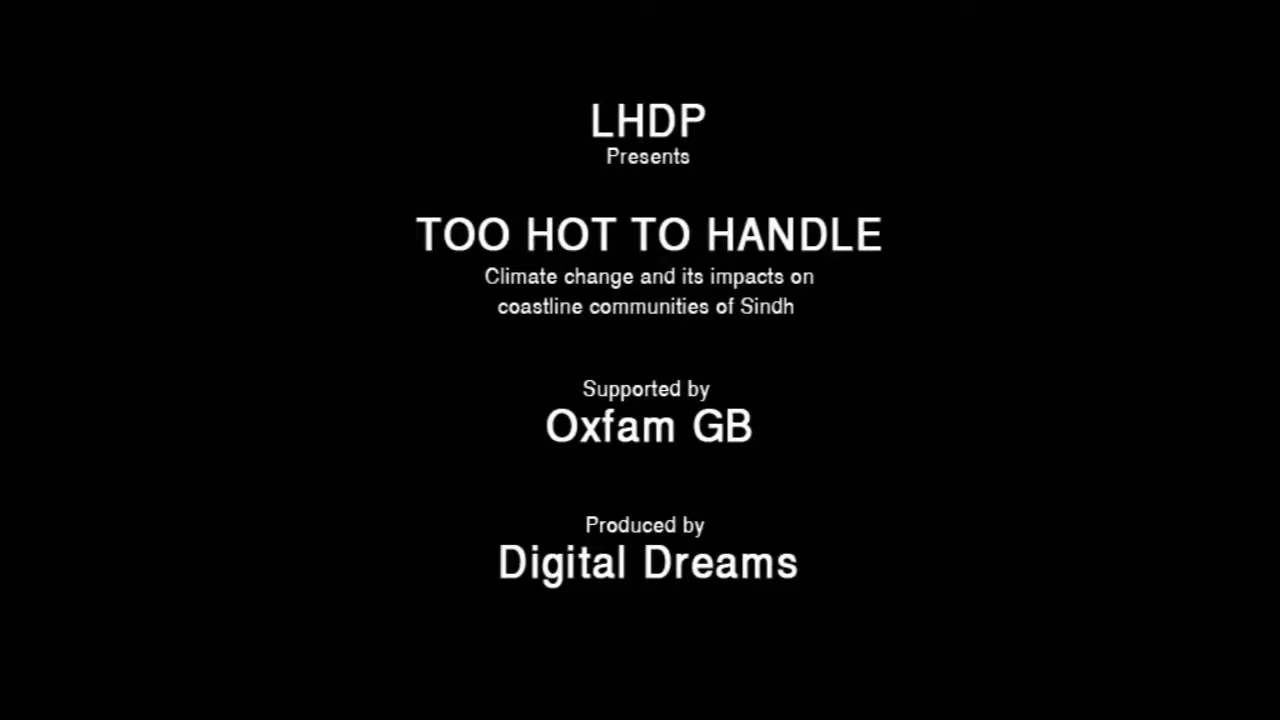 LHDP
Presents
TOO HOT TO HANDLE
Climate change and its impacts on
coastline communities of Sindh
Supported by
Oxfam GB
Produced by
Digital Dreams